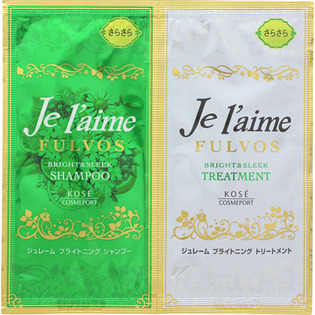 さらさら
Je l'aime
FULVOS
BRIGHT&SLEEK
SHAMPOO
KOSÉ
COSMEPORT
ジュレーム ブライトニング シャンプー
さらさら
Je l'aime
FULVOS
BRIGHT&SLEEK
TREATMENT
KOSÉ
COSMEPORT
ジュレーム ブライトニング トリートメント